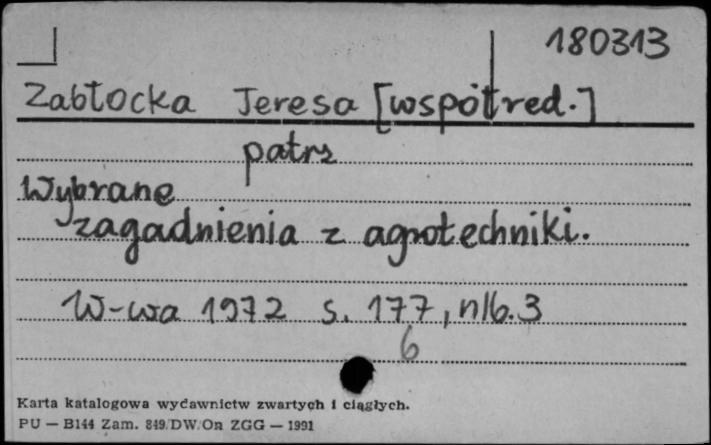 180313
Zabłocka Teresa [współred.]
patrz
Wybrane
zagadnienia z agrotechniki.
W-wa 1972 s. 177, nlb. 3
6
Karta katalogowa wydawnictw zwartych i ciągłych.
PU — B144 Zam. 849/DW/On ZGG — 1991